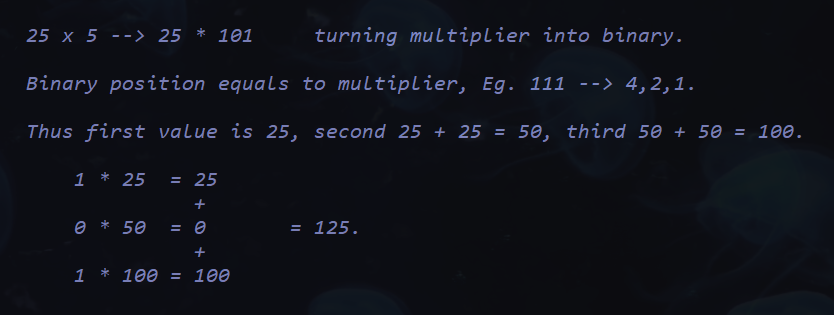 25 x 5 --> 25 * 101     turning multiplier into binary.
Binary position equals to multiplier, Eg. 111 --> 4,2,1.
Thus first value is 25, second 25 + 25 = 50, third 50 + 50 = 100.
1 * 25  = 25
+
0 * 50  = 0       = 125.
+
1 * 100 = 100